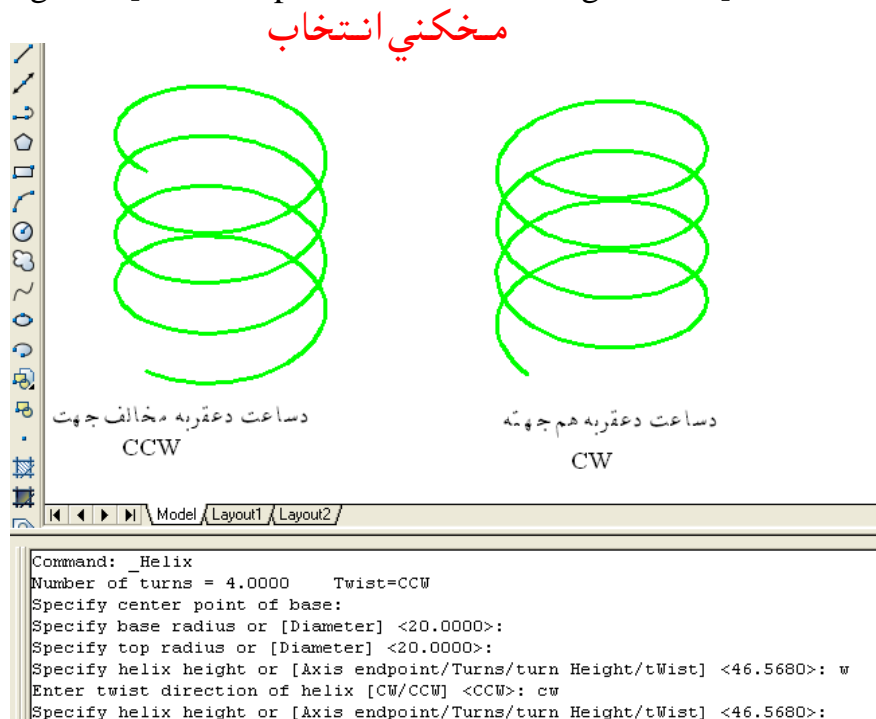 مخكني انتخاب
دساعت دعقربه مخالف جهت
CCW
دساعت دعقربه هم جهته
CW
Model Layout1 Layout2
Command: _Helix
Number of turns = 4.0000 Twist=CCW
Specify center point of base:
Specify base radius or [Diameter] <20.0000>:
Specify top radius or [Diameter] <20.0000>:
Specify helix height or [Axis endpoint/Turns/turn Height/tWist] <46.5680>: w
Enter twist direction of helix [CW/CCW] <CCW>: cw
Specify helix height or [Axis endpoint/Turns/turn Height/tWist] <46.5680>: